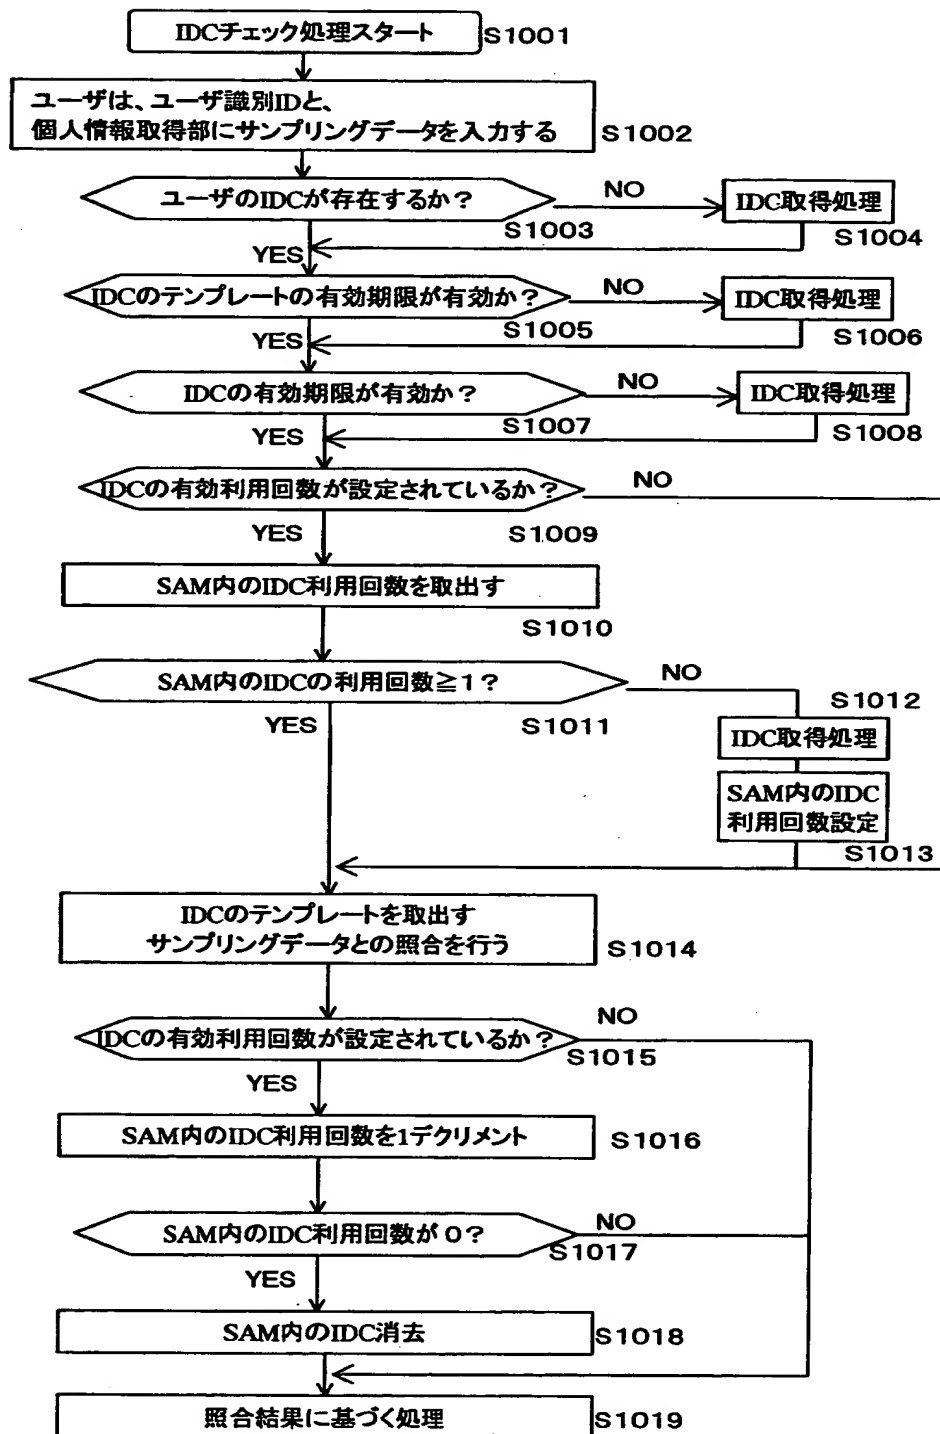 IDCチェック処理スタート
S1001
ユーザは、ユーザ識別IDと、
個人情報取得部にサンプリングデータを入力する
S1002
ユーザのIDCが存在するか?
NO
IDC取得処理
S1003
S1004
YES
IDCのテンプレートの有効期限が有効か?
NO
IDC取得処理
S1005
S1006
YES
IDCの有効期限が有効か?
NO
IDC取得処理
S1007
S1008
YES
IDCの有効利用回数が設定されているか?
NO
YES
S1009
SAM内のIDC利用回数を取出す
S1010
SAM内のIDCの利用回数≧1?
NO
S1012
YES
S1011
IDC取得処理
SAM内のIDC
利用回数設定
S1013
IDCのテンプレートを取出す
サンプリングデータとの照合を行う
S1014
IDCの有効利用回数が設定されているか?
NO
S1015
YES
SAM内のIDC利用回数を1デクリメント
S1016
SAM内のIDC利用回数が0?
NO
S1017
YES
SAM内のIDC消去
S1018
照合結果に基づく処理
S1019